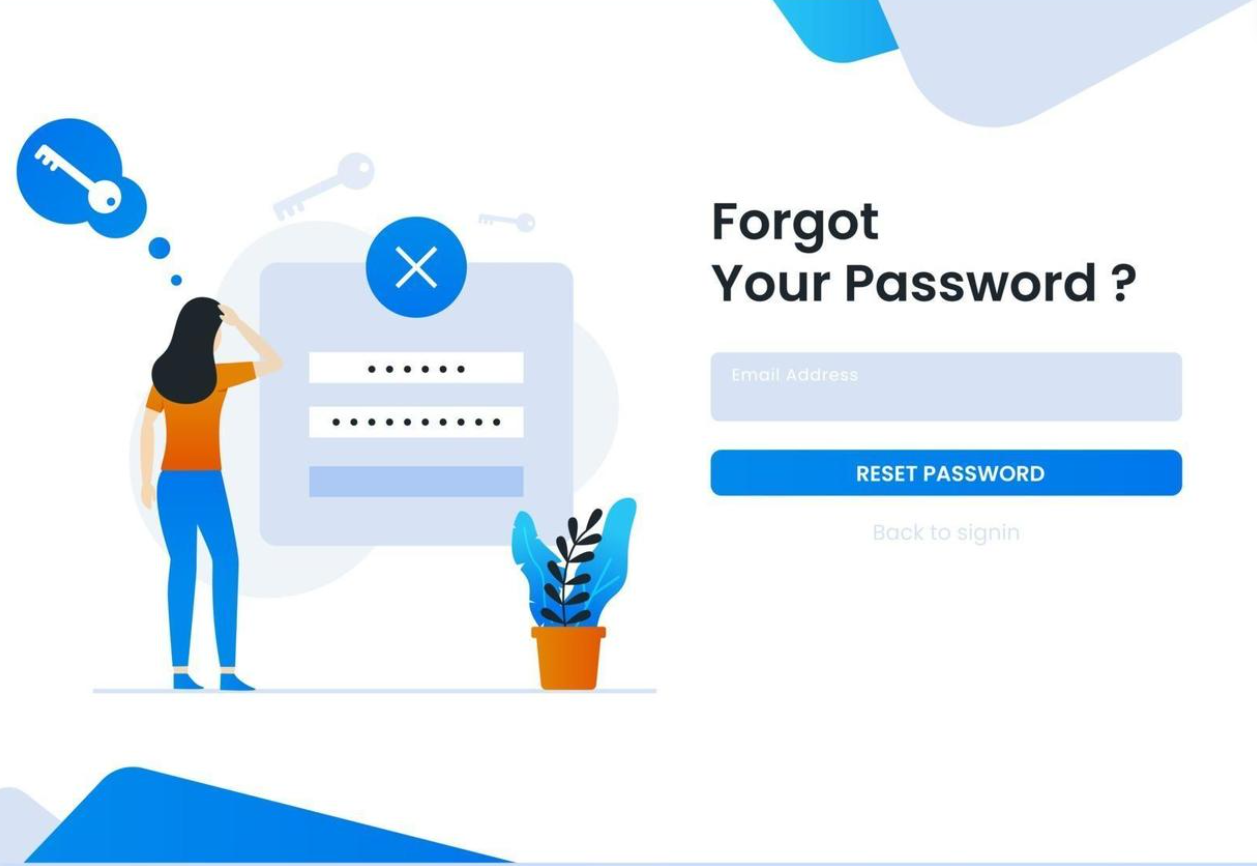 Forgot
Your Password ?
Email Address
RESET PASSWORD
Back to signin